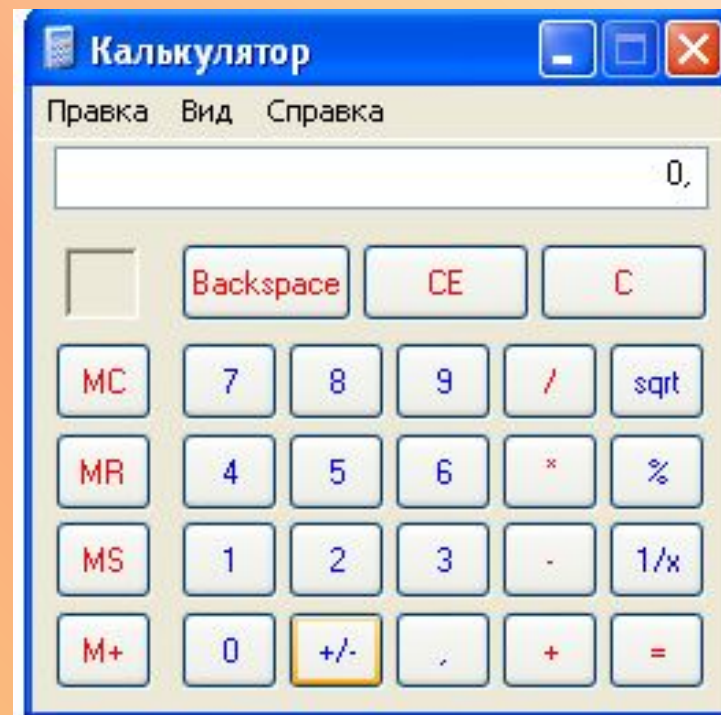 Калькулятор
Правка Вид Справка
0,
Backspace CE C
MC 7 8 9 / sqrt
MR 4 5 6 * %
MS 1 2 3 - 1/x
M+ 0 +/- , + =